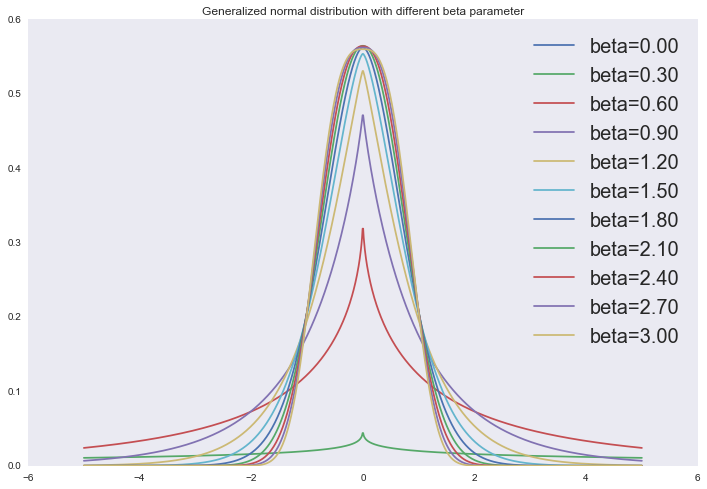 Generalized normal distribution with different beta parameter
0.6
0.5
0.4
0.3
0.2
0.1
0.0
−6
−4
−2
0
2
4
6
beta=0.00
beta=0.30
beta=0.60
beta=0.90
beta=1.20
beta=1.50
beta=1.80
beta=2.10
beta=2.40
beta=2.70
beta=3.00